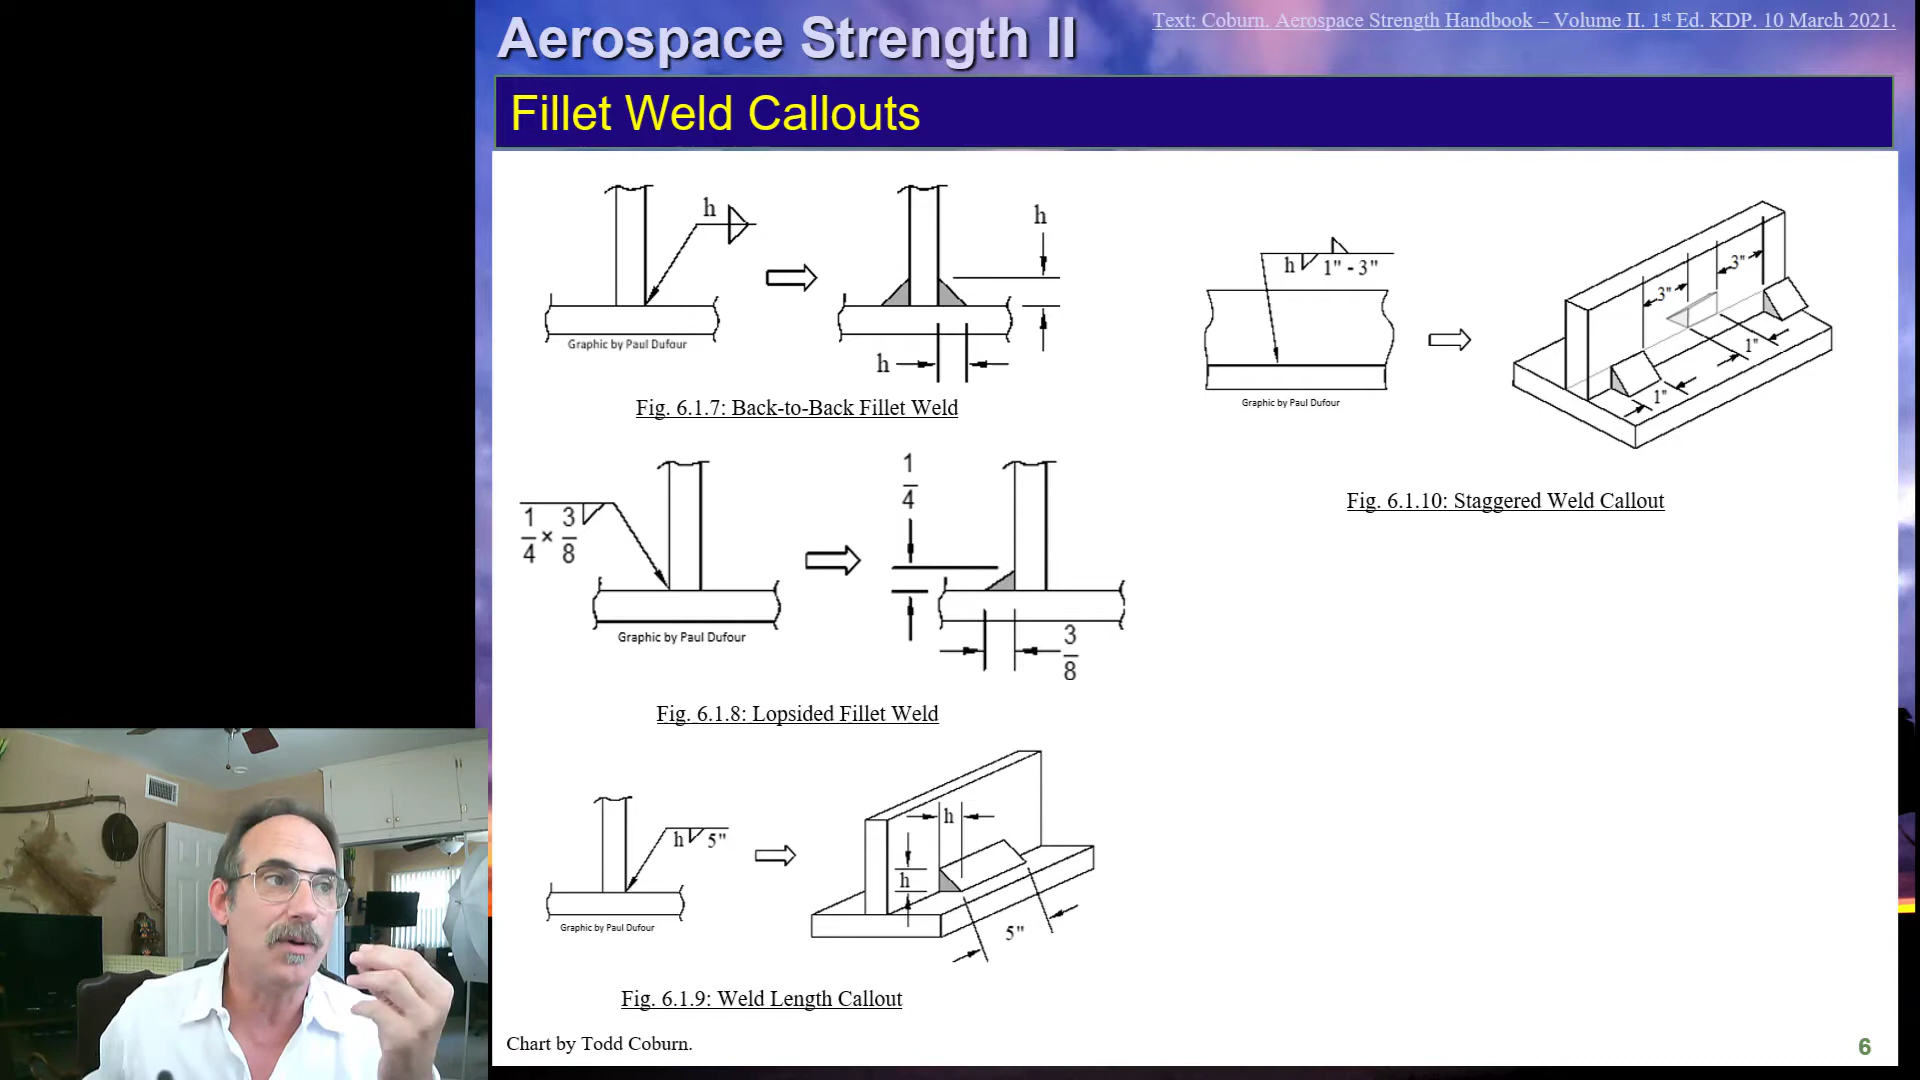 Aerospace Strength II
Text: Coburn. Aerospace Strength Handbook – Volume II. 1st Ed. KDP. 10 March 2021.
Fillet Weld Callouts
h
h
h
Graphic by Paul Dufour
Fig. 6.1.7: Back-to-Back Fillet Weld
h 1" - 3"
3"
3"
1"
1"
Graphic by Paul Dufour
Fig. 6.1.10: Staggered Weld Callout
1/4 × 3/8
1/4
3/8
Graphic by Paul Dufour
Fig. 6.1.8: Lopsided Fillet Weld
h 5"
h
h
5"
Graphic by Paul Dufour
Fig. 6.1.9: Weld Length Callout
Chart by Todd Coburn.
6